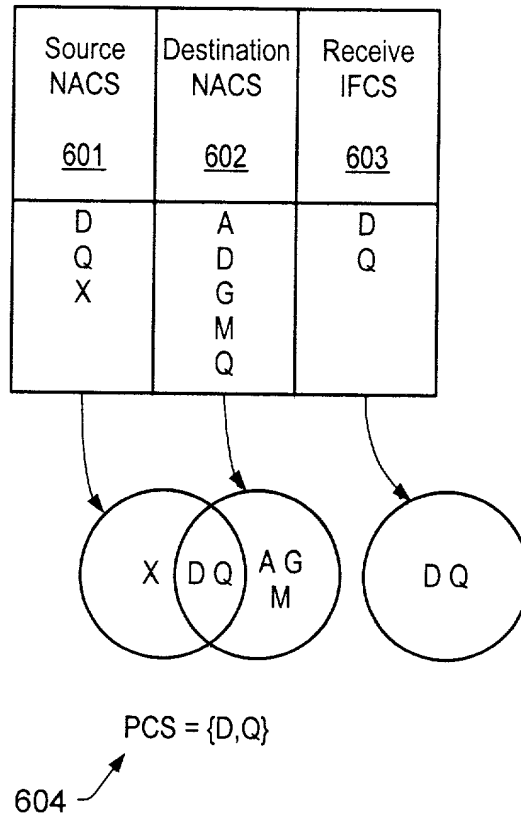 Source NACS
601
Destination NACS
602
Receive IFCS
603
D
Q
X
A
D
G
M
Q
D
Q
X
D Q
A G
M
D Q
PCS = {D,Q}
604